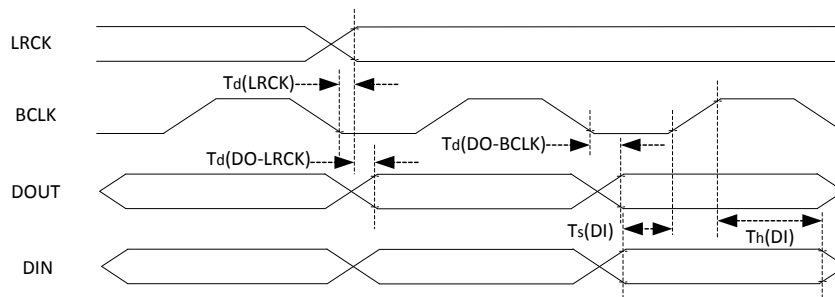 LRCK
Td(LRCK)
BCLK
Td(DO-LRCK)
Td(DO-BCLK)
DOUT
Ts(DI)
Th(DI)
DIN